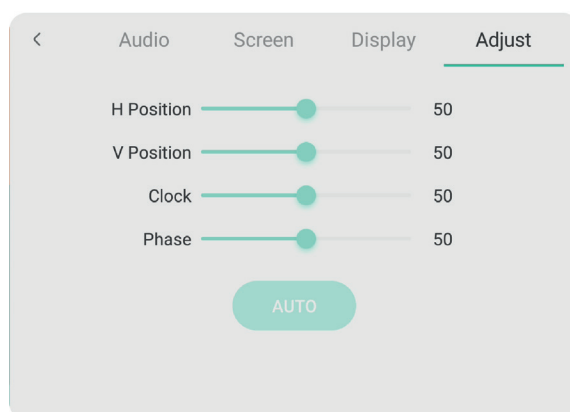 < Audio Screen Display Adjust
H Position 50
V Position 50
Clock 50
Phase 50
AUTO